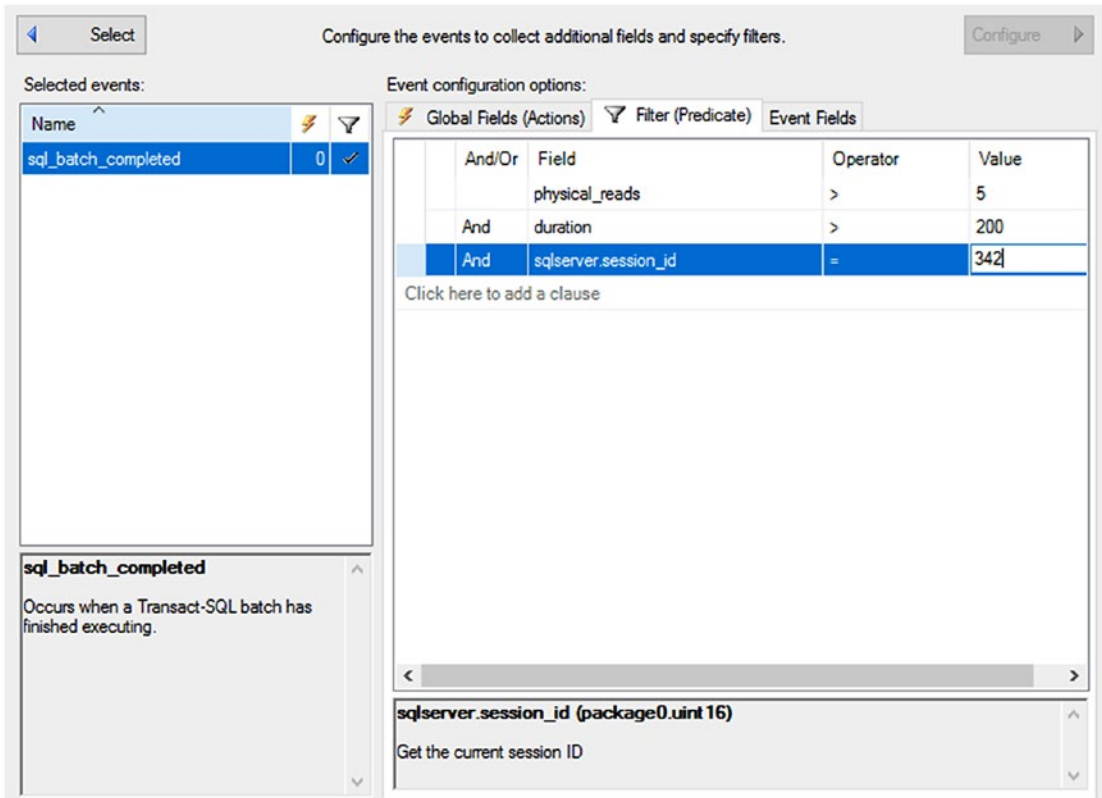 Select
Configure the events to collect additional fields and specify filters.
Configure
Selected events:
Name
sql_batch_completed 0
sql_batch_completed
Occurs when a Transact-SQL batch has
finished executing.
Event configuration options:
Global Fields (Actions) Filter (Predicate) Event Fields
And/Or Field Operator Value
physical_reads > 5
And duration > 200
And sqlserver.session_id = 342
Click here to add a clause
sqlserver.session_id (package0.uint16)
Get the current session ID